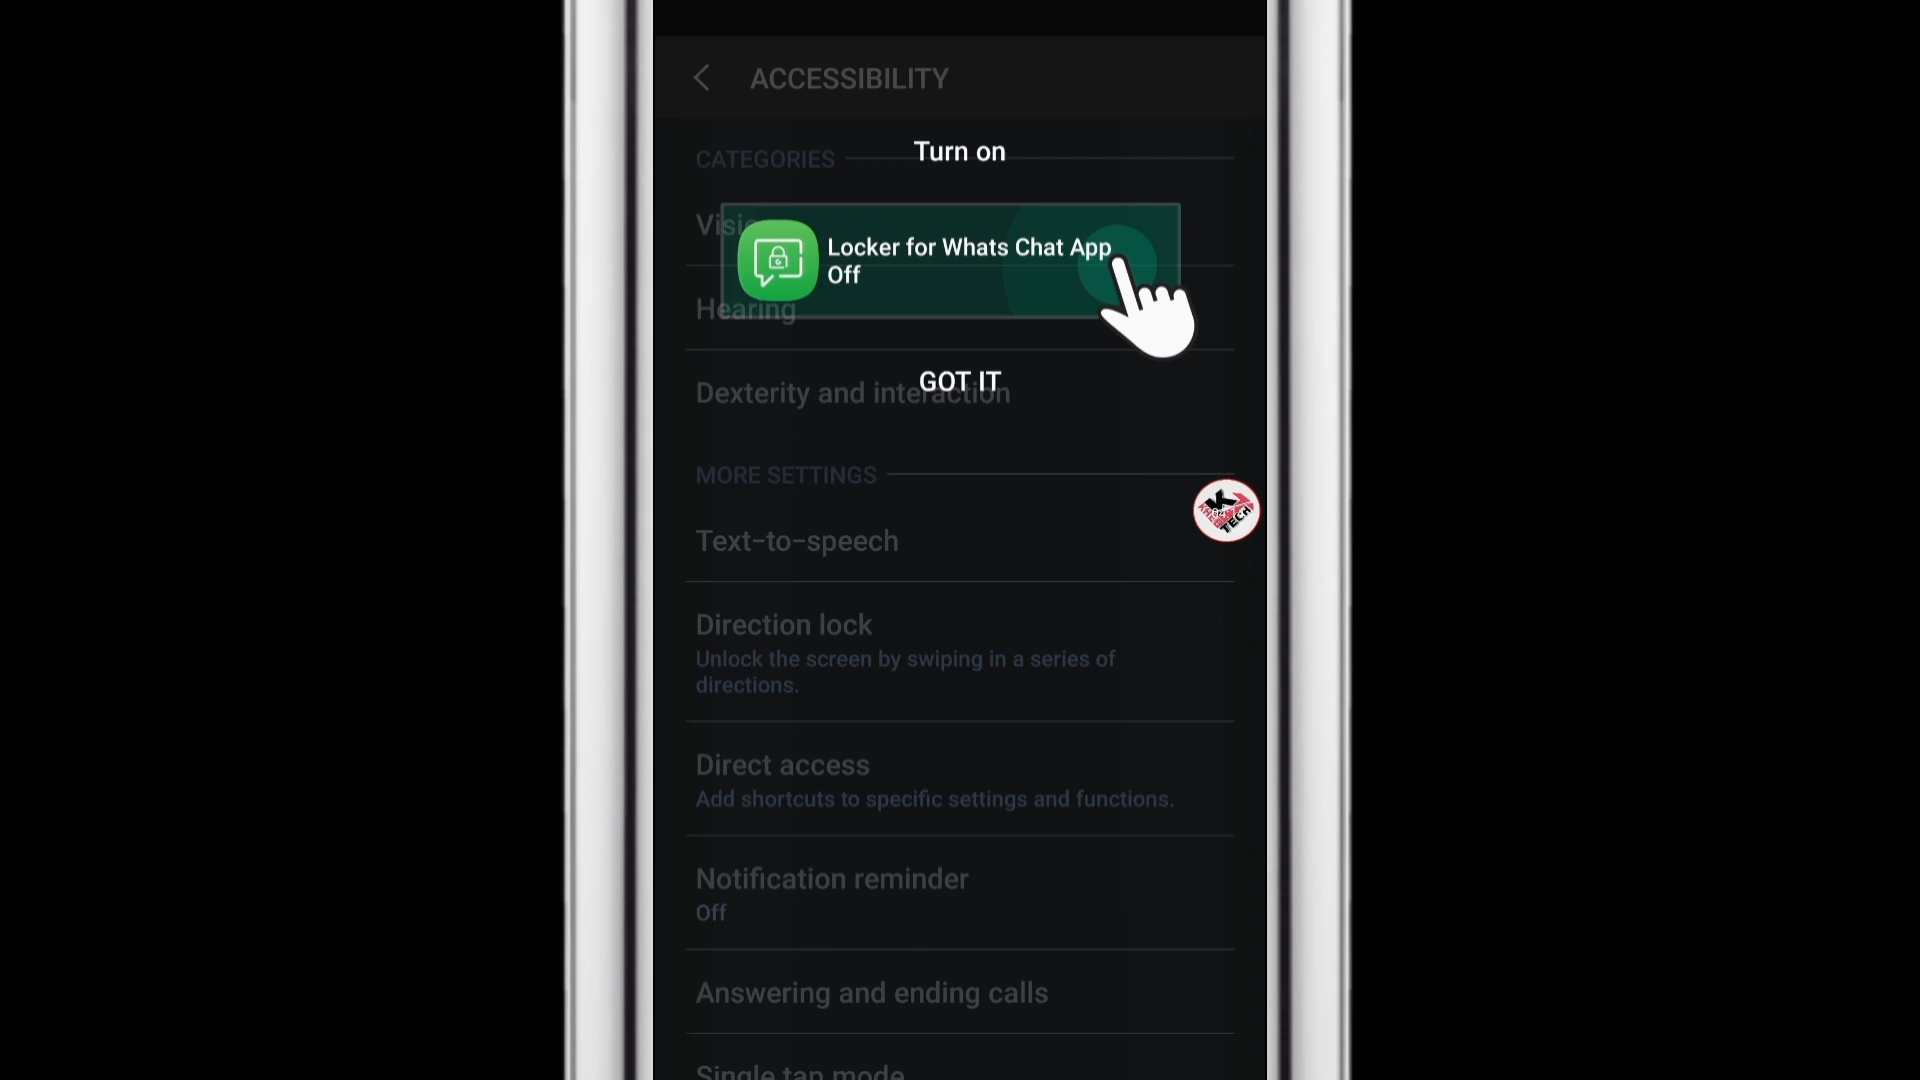 ACCESSIBILITY
CATEGORIES
Turn on
Locker for Whats Chat App
Off
Hearing
GOT IT
Dexterity and interaction
MORE SETTINGS
K
TECH
Text-to-speech
Direction lock
Unlock the screen by swiping in a series of
directions.
Direct access
Add shortcuts to specific settings and functions.
Notification reminder
Off
Answering and ending calls
Single tap mode